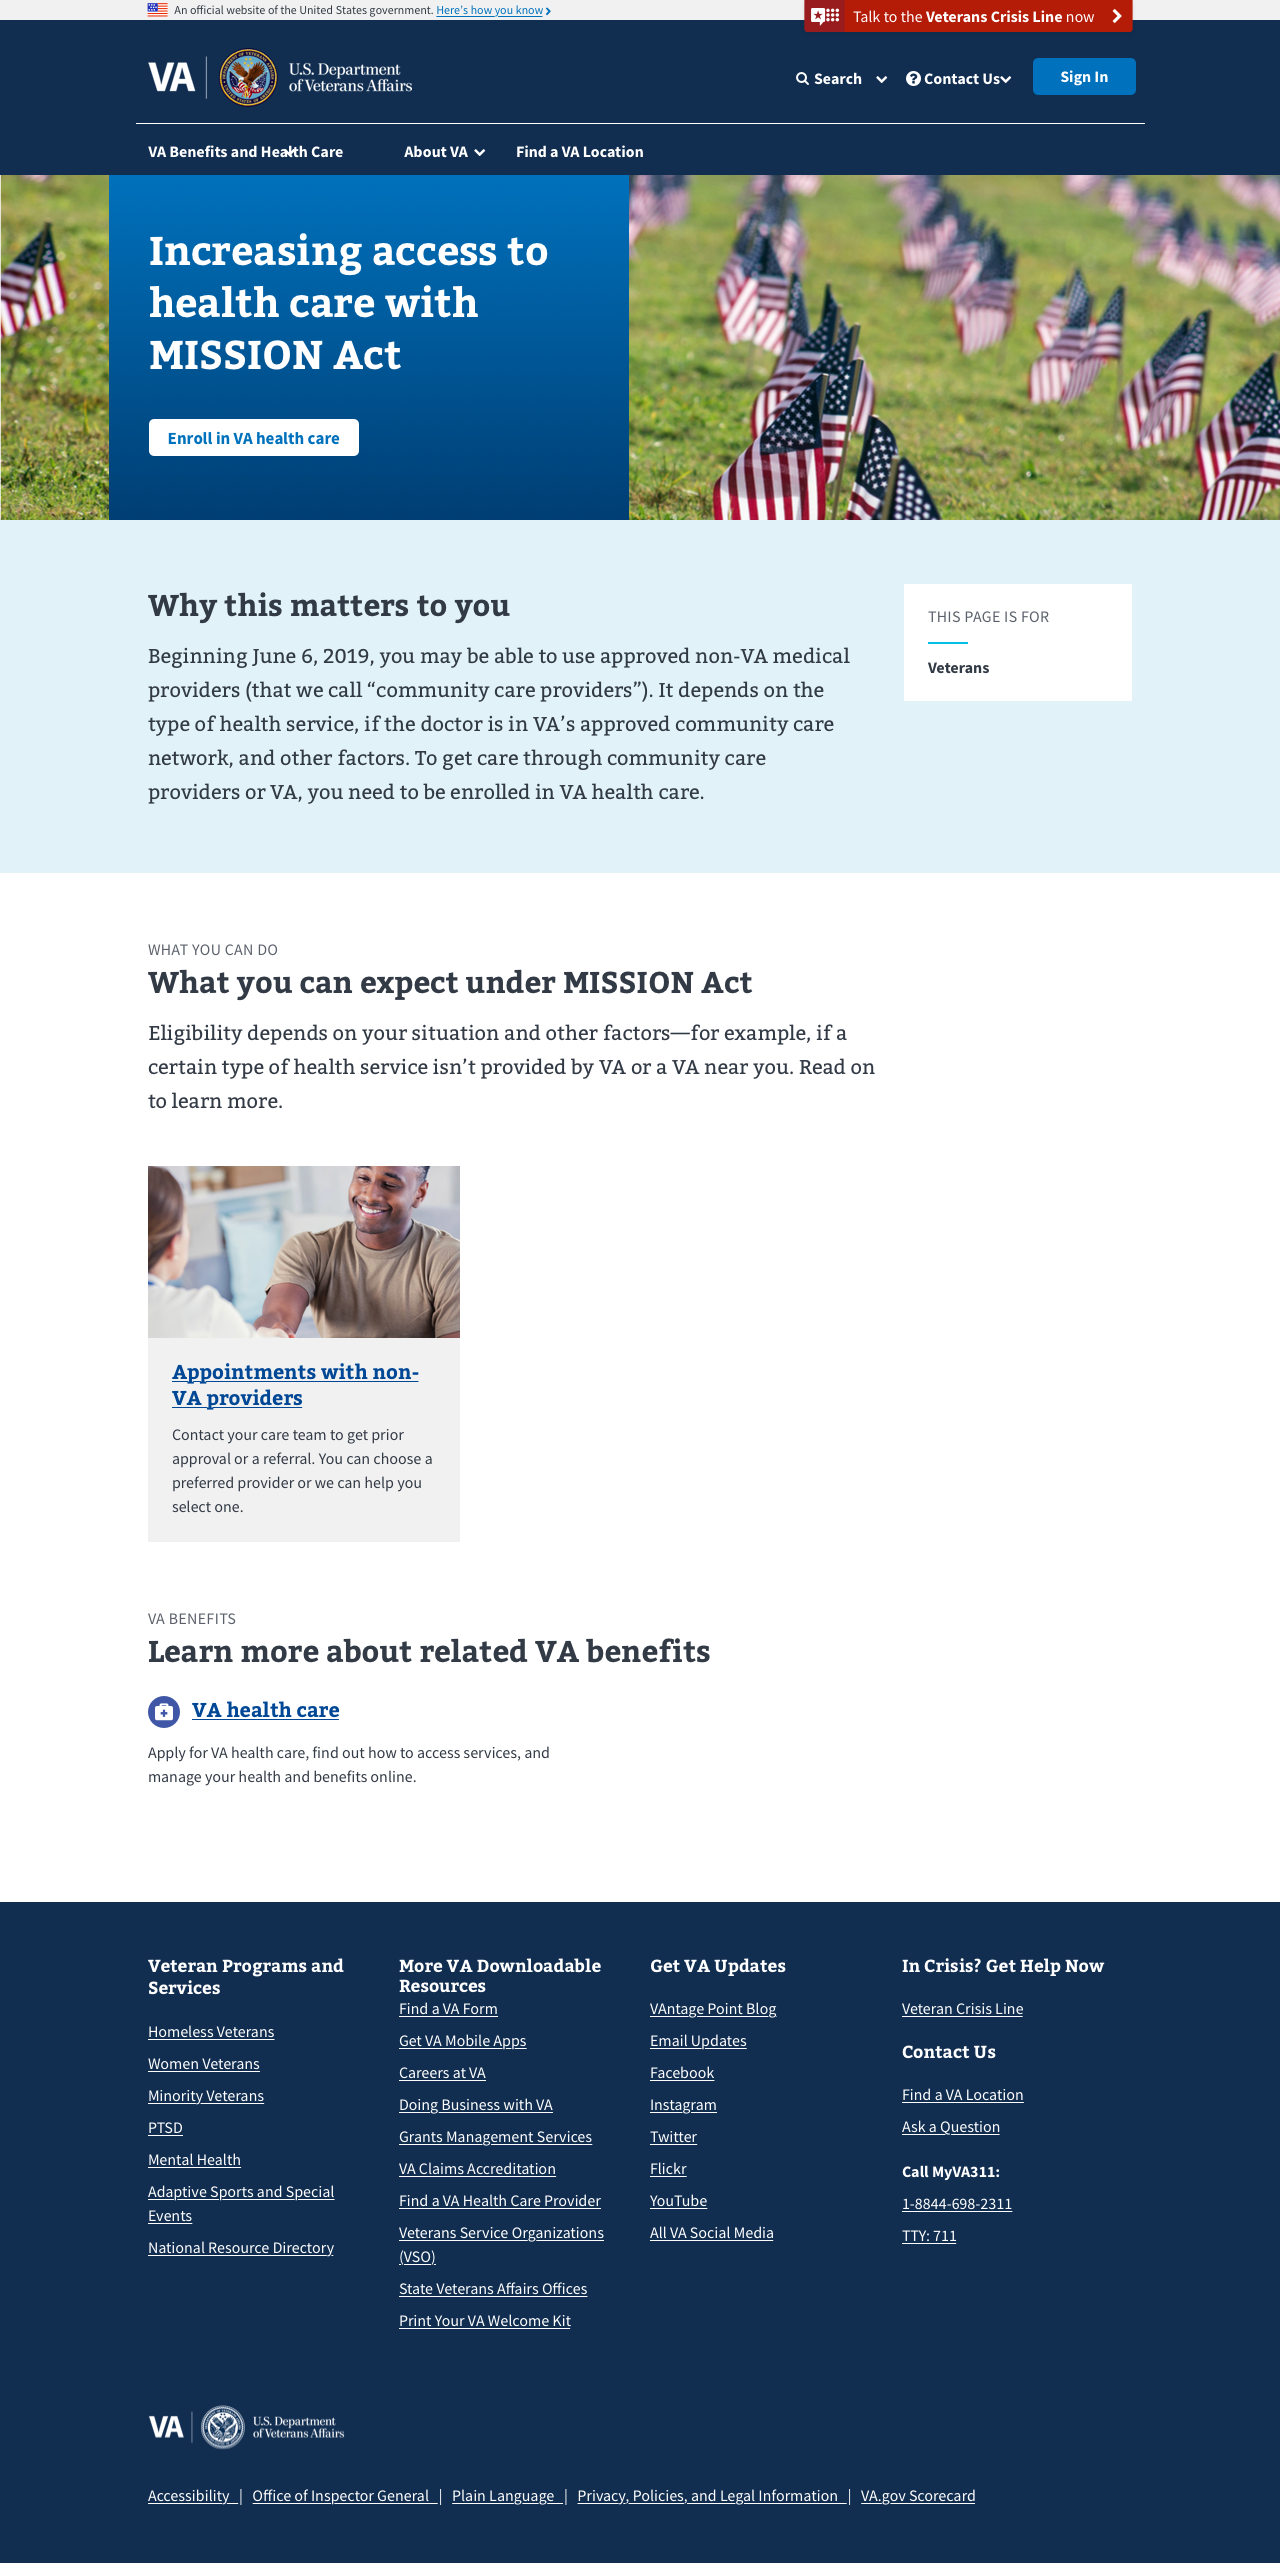 An official website of the United States government. Here's how you know
Talk to the Veterans Crisis Line now
VA
U.S. Department
of Veterans Affairs
Search
Contact Us
Sign In
VA Benefits and Health Care
About VA
Find a VA Location
Increasing access to
health care with
MISSION Act
Enroll in VA health care
Why this matters to you
Beginning June 6, 2019, you may be able to use approved non-VA medical
providers (that we call “community care providers”). It depends on the
type of health service, if the doctor is in VA’s approved community care
network, and other factors. To get care through community care
providers or VA, you need to be enrolled in VA health care.
THIS PAGE IS FOR
Veterans
WHAT YOU CAN DO
What you can expect under MISSION Act
Eligibility depends on your situation and other factors—for example, if a
certain type of health service isn’t provided by VA or a VA near you. Read on
to learn more.
Appointments with non-
VA providers
Contact your care team to get prior
approval or a referral. You can choose a
preferred provider or we can help you
select one.
VA BENEFITS
Learn more about related VA benefits
VA health care
Apply for VA health care, find out how to access services, and
manage your health and benefits online.
Veteran Programs and
Services
Homeless Veterans
Women Veterans
Minority Veterans
PTSD
Mental Health
Adaptive Sports and Special
Events
National Resource Directory
More VA Downloadable
Resources
Find a VA Form
Get VA Mobile Apps
Careers at VA
Doing Business with VA
Grants Management Services
VA Claims Accreditation
Find a VA Health Care Provider
Veterans Service Organizations
(VSO)
State Veterans Affairs Offices
Print Your VA Welcome Kit
Get VA Updates
VAntage Point Blog
Email Updates
Facebook
Instagram
Twitter
Flickr
YouTube
All VA Social Media
In Crisis? Get Help Now
Veteran Crisis Line
Contact Us
Find a VA Location
Ask a Question
Call MyVA311:
1-8844-698-2311
TTY: 711
VA
U.S. Department
of Veterans Affairs
Accessibility | Office of Inspector General | Plain Language | Privacy, Policies, and Legal Information | VA.gov Scorecard